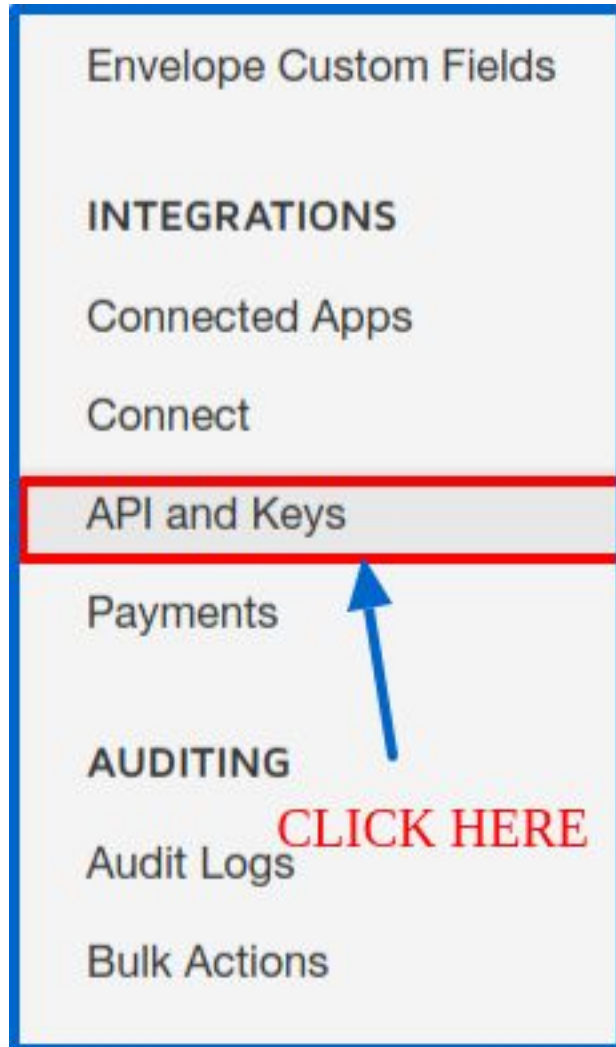 Envelope Custom Fields
INTEGRATIONS
Connected Apps
Connect
API and Keys
Payments
AUDITING
CLICK HERE
Audit Logs
Bulk Actions